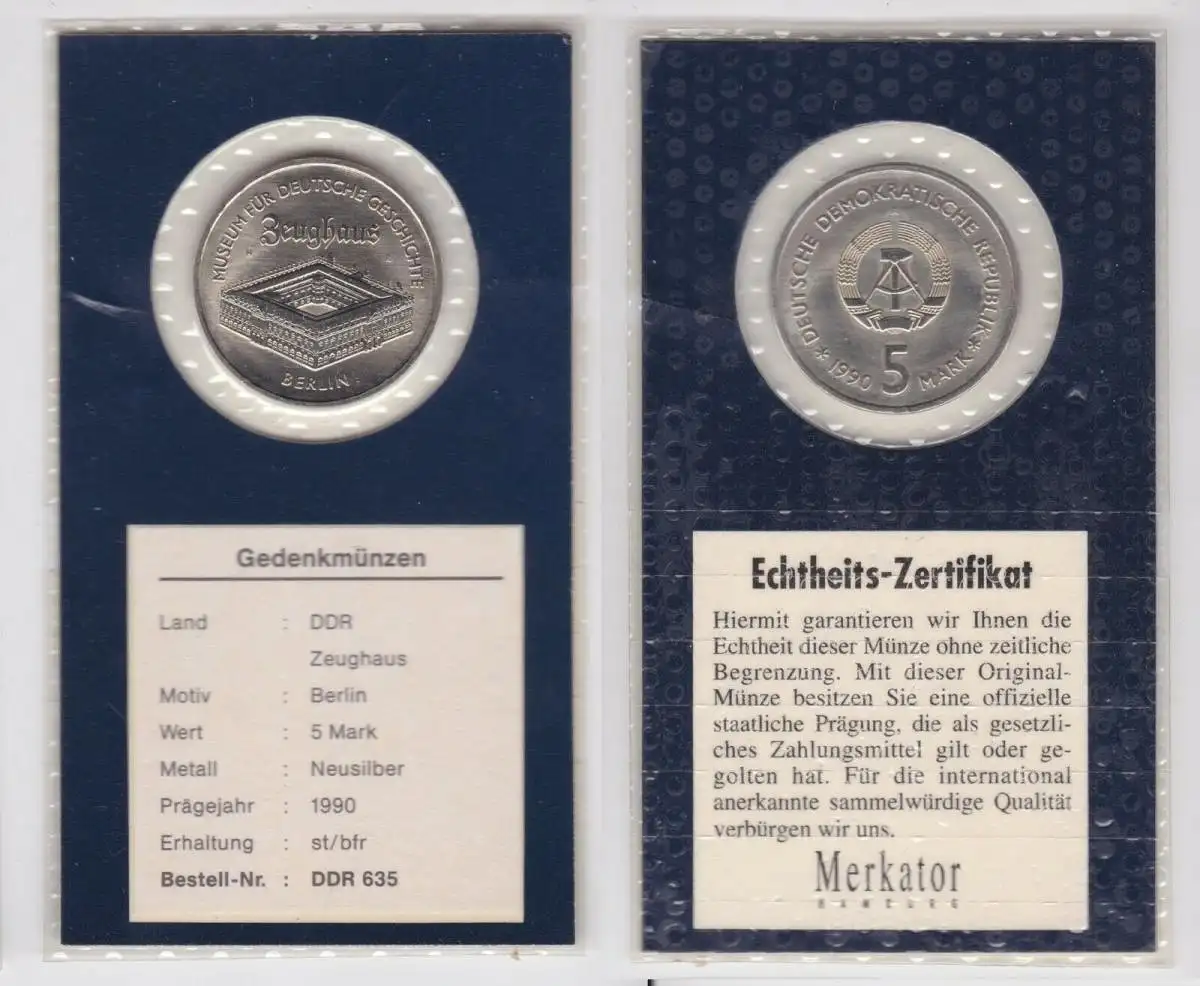 MUSEUM FÜR DEUTSCHE GESCHICHTE
Zeughaus
BERLIN
Gedenkmünzen
Land : DDR
Zeughaus
Motiv : Berlin
Wert : 5 Mark
Metall : Neusilber
Prägejahr : 1990
Erhaltung : st/bfr
Bestell-Nr. : DDR 635
DEUTSCHE DEMOKRATISCHE REPUBLIK
* 1990 5 MARK *
Echtheits-Zertifikat
Hiermit garantieren wir Ihnen die
Echtheit dieser Münze ohne zeitliche
Begrenzung. Mit dieser Original-
Münze besitzen Sie eine offizielle
staatliche Prägung, die als gesetzli-
ches Zahlungsmittel gilt oder ge-
golten hat. Für die international
anerkannte sammelwürdige Qualität
verbürgen wir uns.
Merkator
HAMBURG